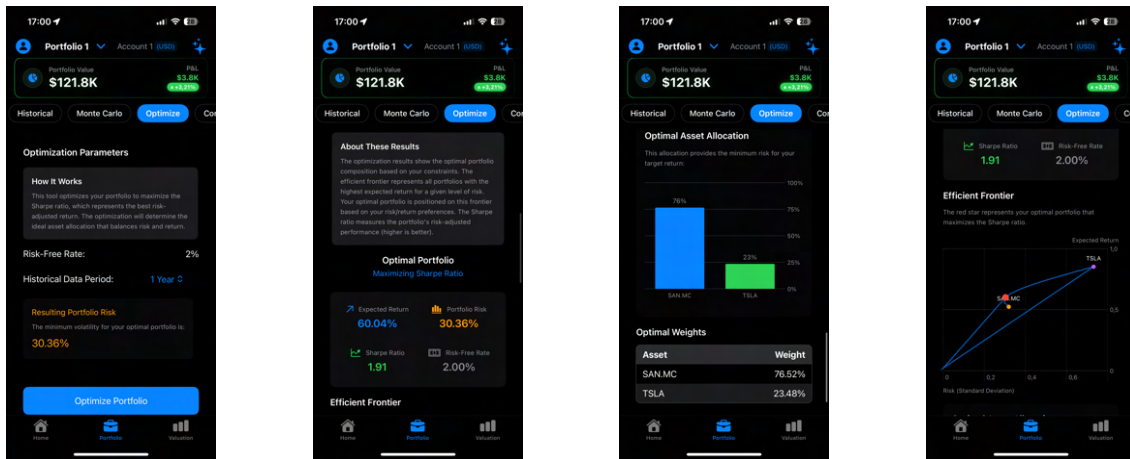 17:00
28
Portfolio 1
Account 1 (USD)
Portfolio Value
$121.8K
P&L
$3.8K
+3,21%
Historical
Monte Carlo
Optimize
Optimization Parameters
How It Works
This tool optimizes your portfolio to maximize the
Sharpe ratio, which represents the best risk-
adjusted return. The optimization will determine the
ideal asset allocation that balances risk and return.
Risk-Free Rate:
2%
Historical Data Period:
1 Year
Resulting Portfolio Risk
The minimum volatility for your optimal portfolio is:
30.36%
Optimize Portfolio
Home
Portfolio
Valuation
17:00
28
Portfolio 1
Account 1 (USD)
Portfolio Value
$121.8K
P&L
$3.8K
+3,21%
Historical
Monte Carlo
Optimize
About These Results
The optimization results show the optimal portfolio
composition based on your constraints. The
efficient frontier represents all portfolios with the
highest expected return for a given level of risk.
Your optimal portfolio is positioned on this frontier
based on your risk/return preferences. The Sharpe
ratio measures the portfolio's risk-adjusted
performance (higher is better).
Optimal Portfolio
Maximizing Sharpe Ratio
Expected Return
60.04%
Portfolio Risk
30.36%
Sharpe Ratio
1.91
Risk-Free Rate
2.00%
Efficient Frontier
Home
Portfolio
Valuation
17:00
28
Portfolio 1
Account 1 (USD)
Portfolio Value
$121.8K
P&L
$3.8K
+3,21%
Historical
Monte Carlo
Optimize
Optimal Asset Allocation
This allocation provides the minimum risk for your
target return:
100%
76%
75%
50%
23%
25%
0%
SAN.MC
TSLA
Optimal Weights
Asset
Weight
SAN.MC
76.52%
TSLA
23.48%
Home
Portfolio
Valuation
17:00
28
Portfolio 1
Account 1 (USD)
Portfolio Value
$121.8K
P&L
$3.8K
+3,21%
Historical
Monte Carlo
Optimize
Sharpe Ratio
1.91
Risk-Free Rate
2.00%
Efficient Frontier
The red star represents your optimal portfolio that
maximizes the Sharpe ratio.
Expected Return
1,0
TSLA
0,5
0
0
0,2
0,4
0,6
Risk (Standard Deviation)
Home
Portfolio
Valuation